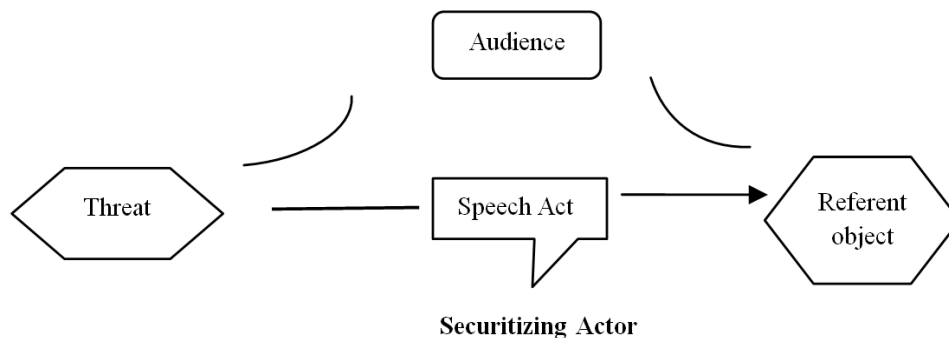 Audience
Threat
Speech Act
Referent
object
Securitizing Actor